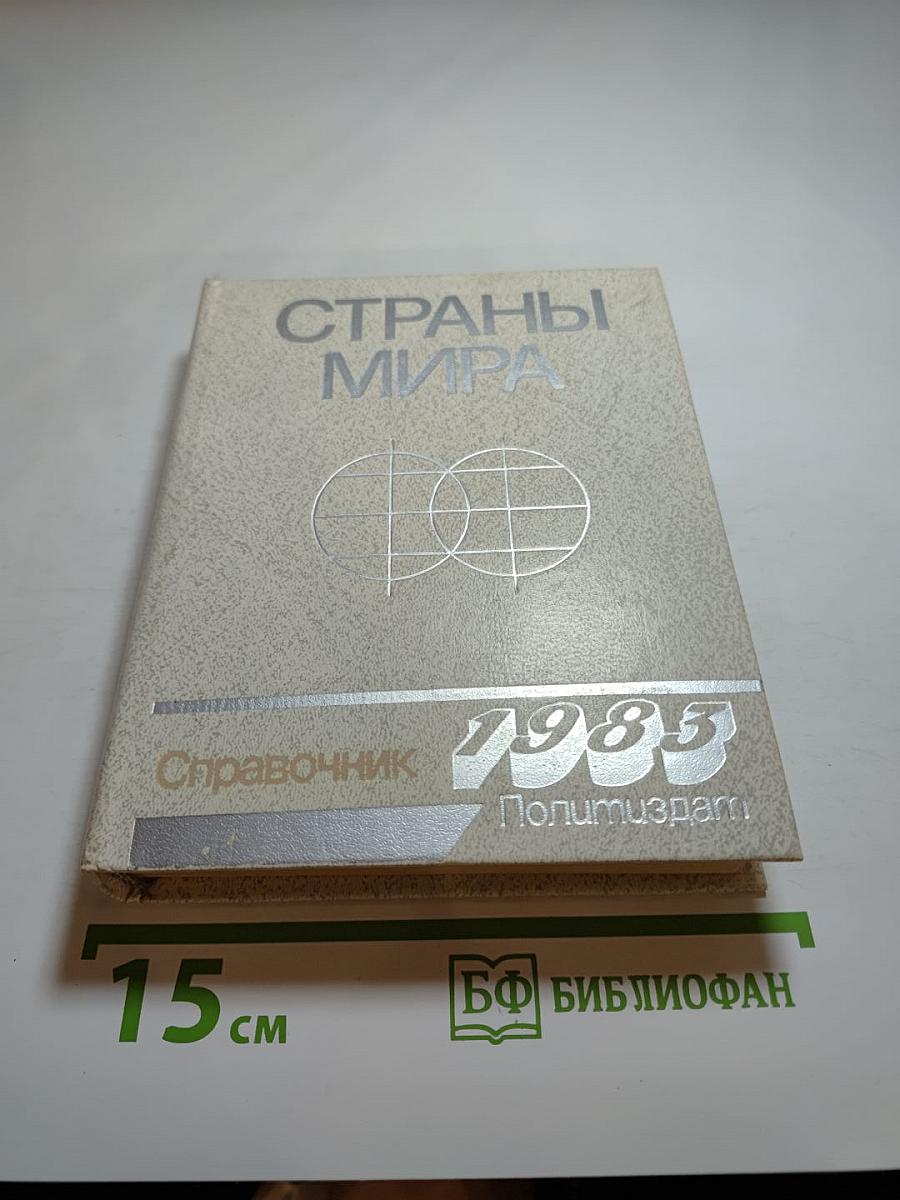 СТРАНЫ
МИРА
1983
Справочник
Политиздат
15 см
БФ БИБЛИОФАН